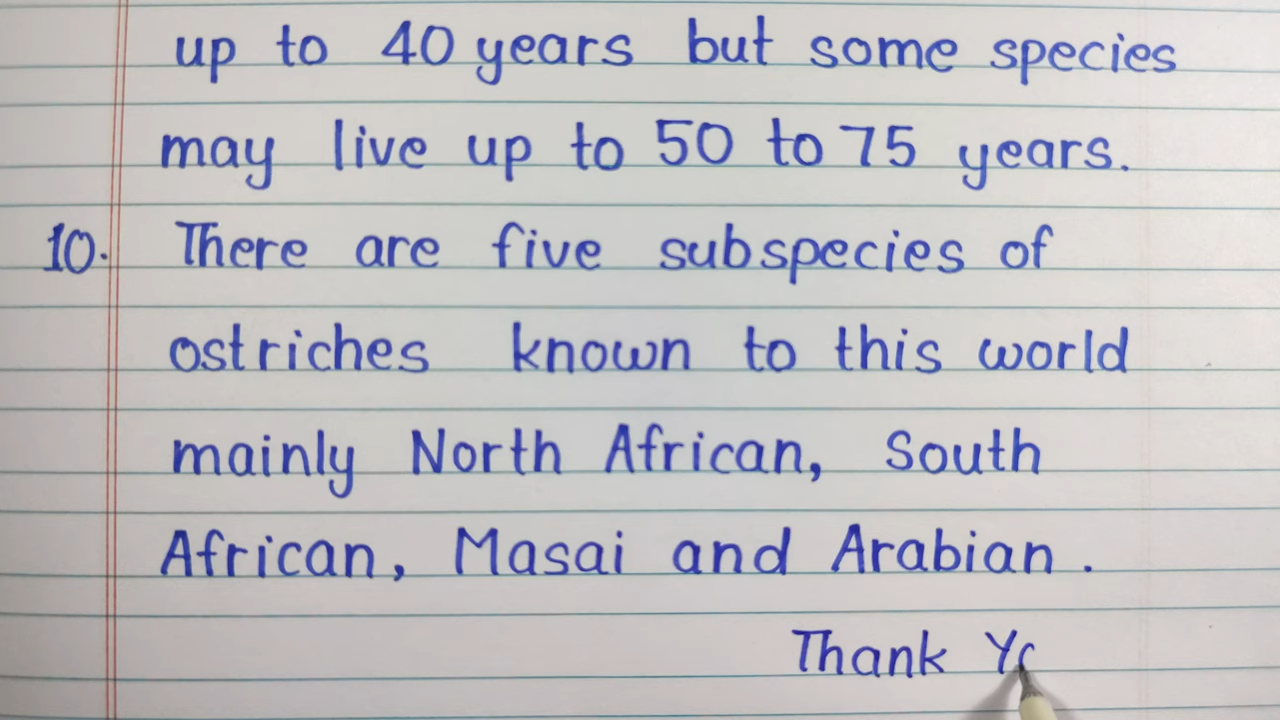 up to 40 years but some species
may live up to 50 to 75 years.
10. There are five subspecies of
ostriches known to this world
mainly North African, South
African, Masai and Arabian.
Thank